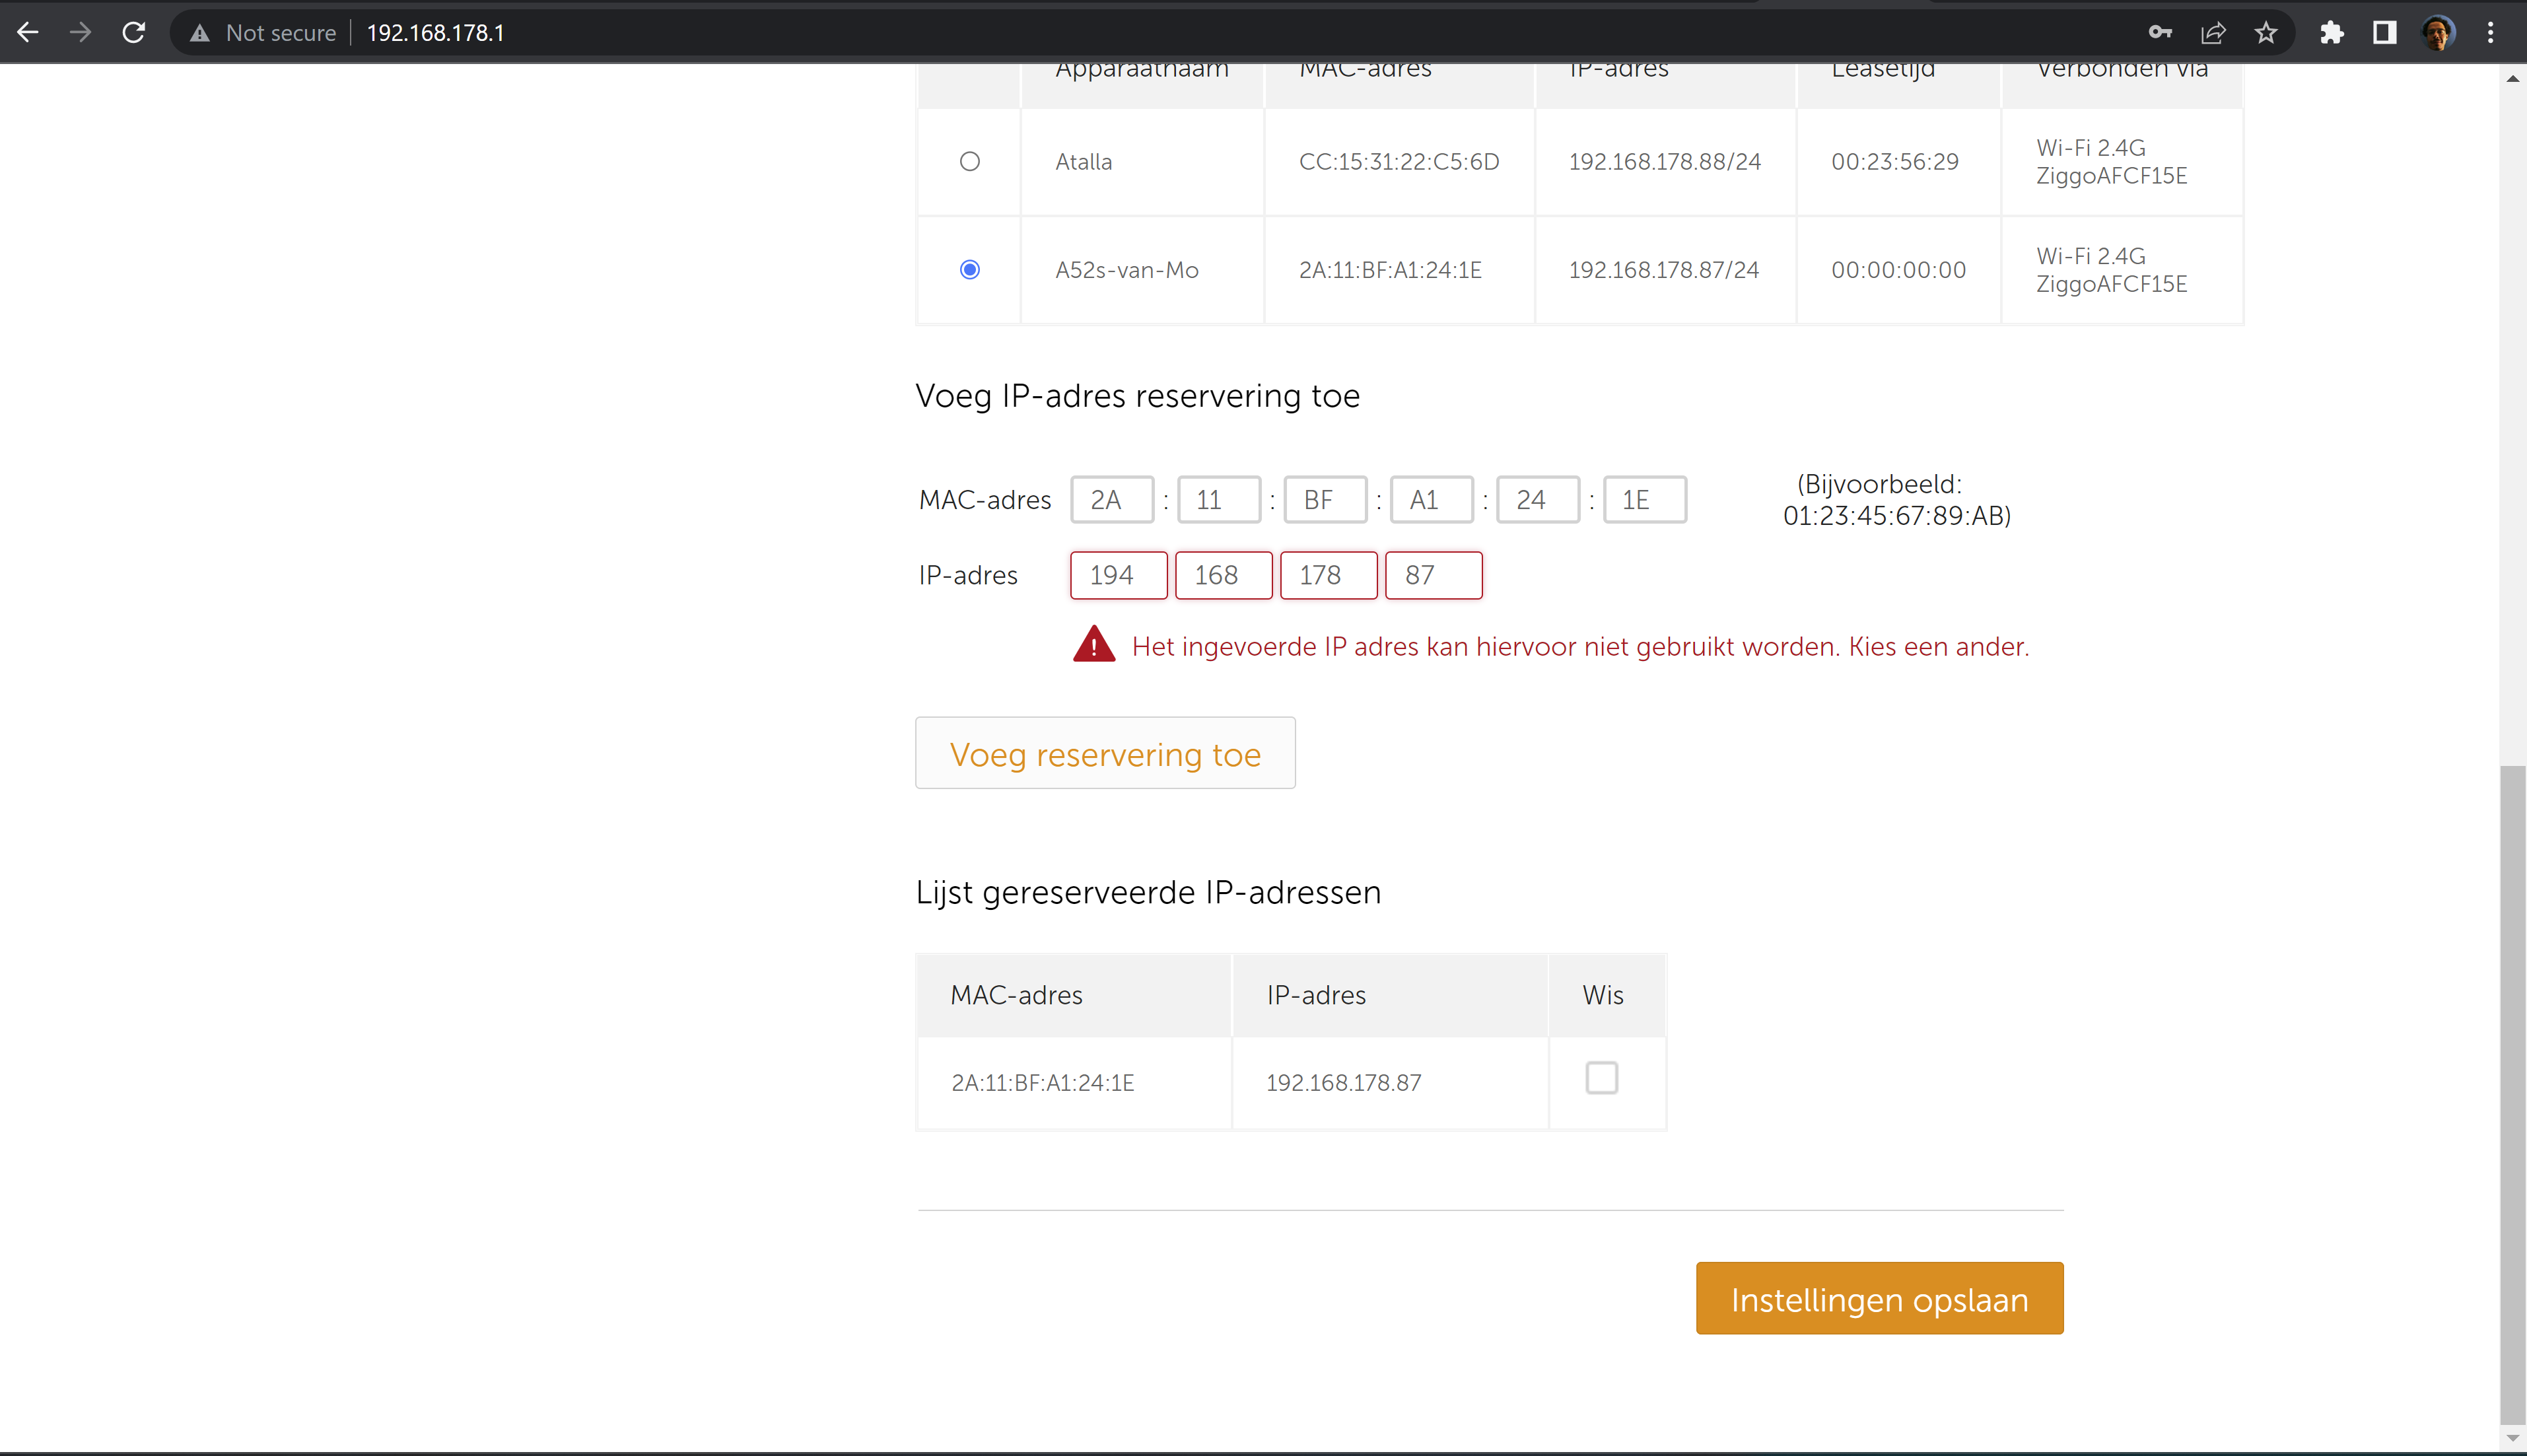 Not secure 192.168.178.1
Apparaatnaam MAC-adres IP-adres Leasetijd Verbonden via
Atalla CC:15:31:22:C5:6D 192.168.178.88/24 00:23:56:29 Wi-Fi 2.4G
ZiggoAFCF15E
A52s-van-Mo 2A:11:BF:A1:24:1E 192.168.178.87/24 00:00:00:00 Wi-Fi 2.4G
ZiggoAFCF15E
Voeg IP-adres reservering toe
MAC-adres 2A : 11 : BF : A1 : 24 : 1E (Bijvoorbeeld:
01:23:45:67:89:AB)
IP-adres 194 168 178 87
Het ingevoerde IP adres kan hiervoor niet gebruikt worden. Kies een ander.
Voeg reservering toe
Lijst gereserveerde IP-adressen
MAC-adres IP-adres Wis
2A:11:BF:A1:24:1E 192.168.178.87
Instellingen opslaan